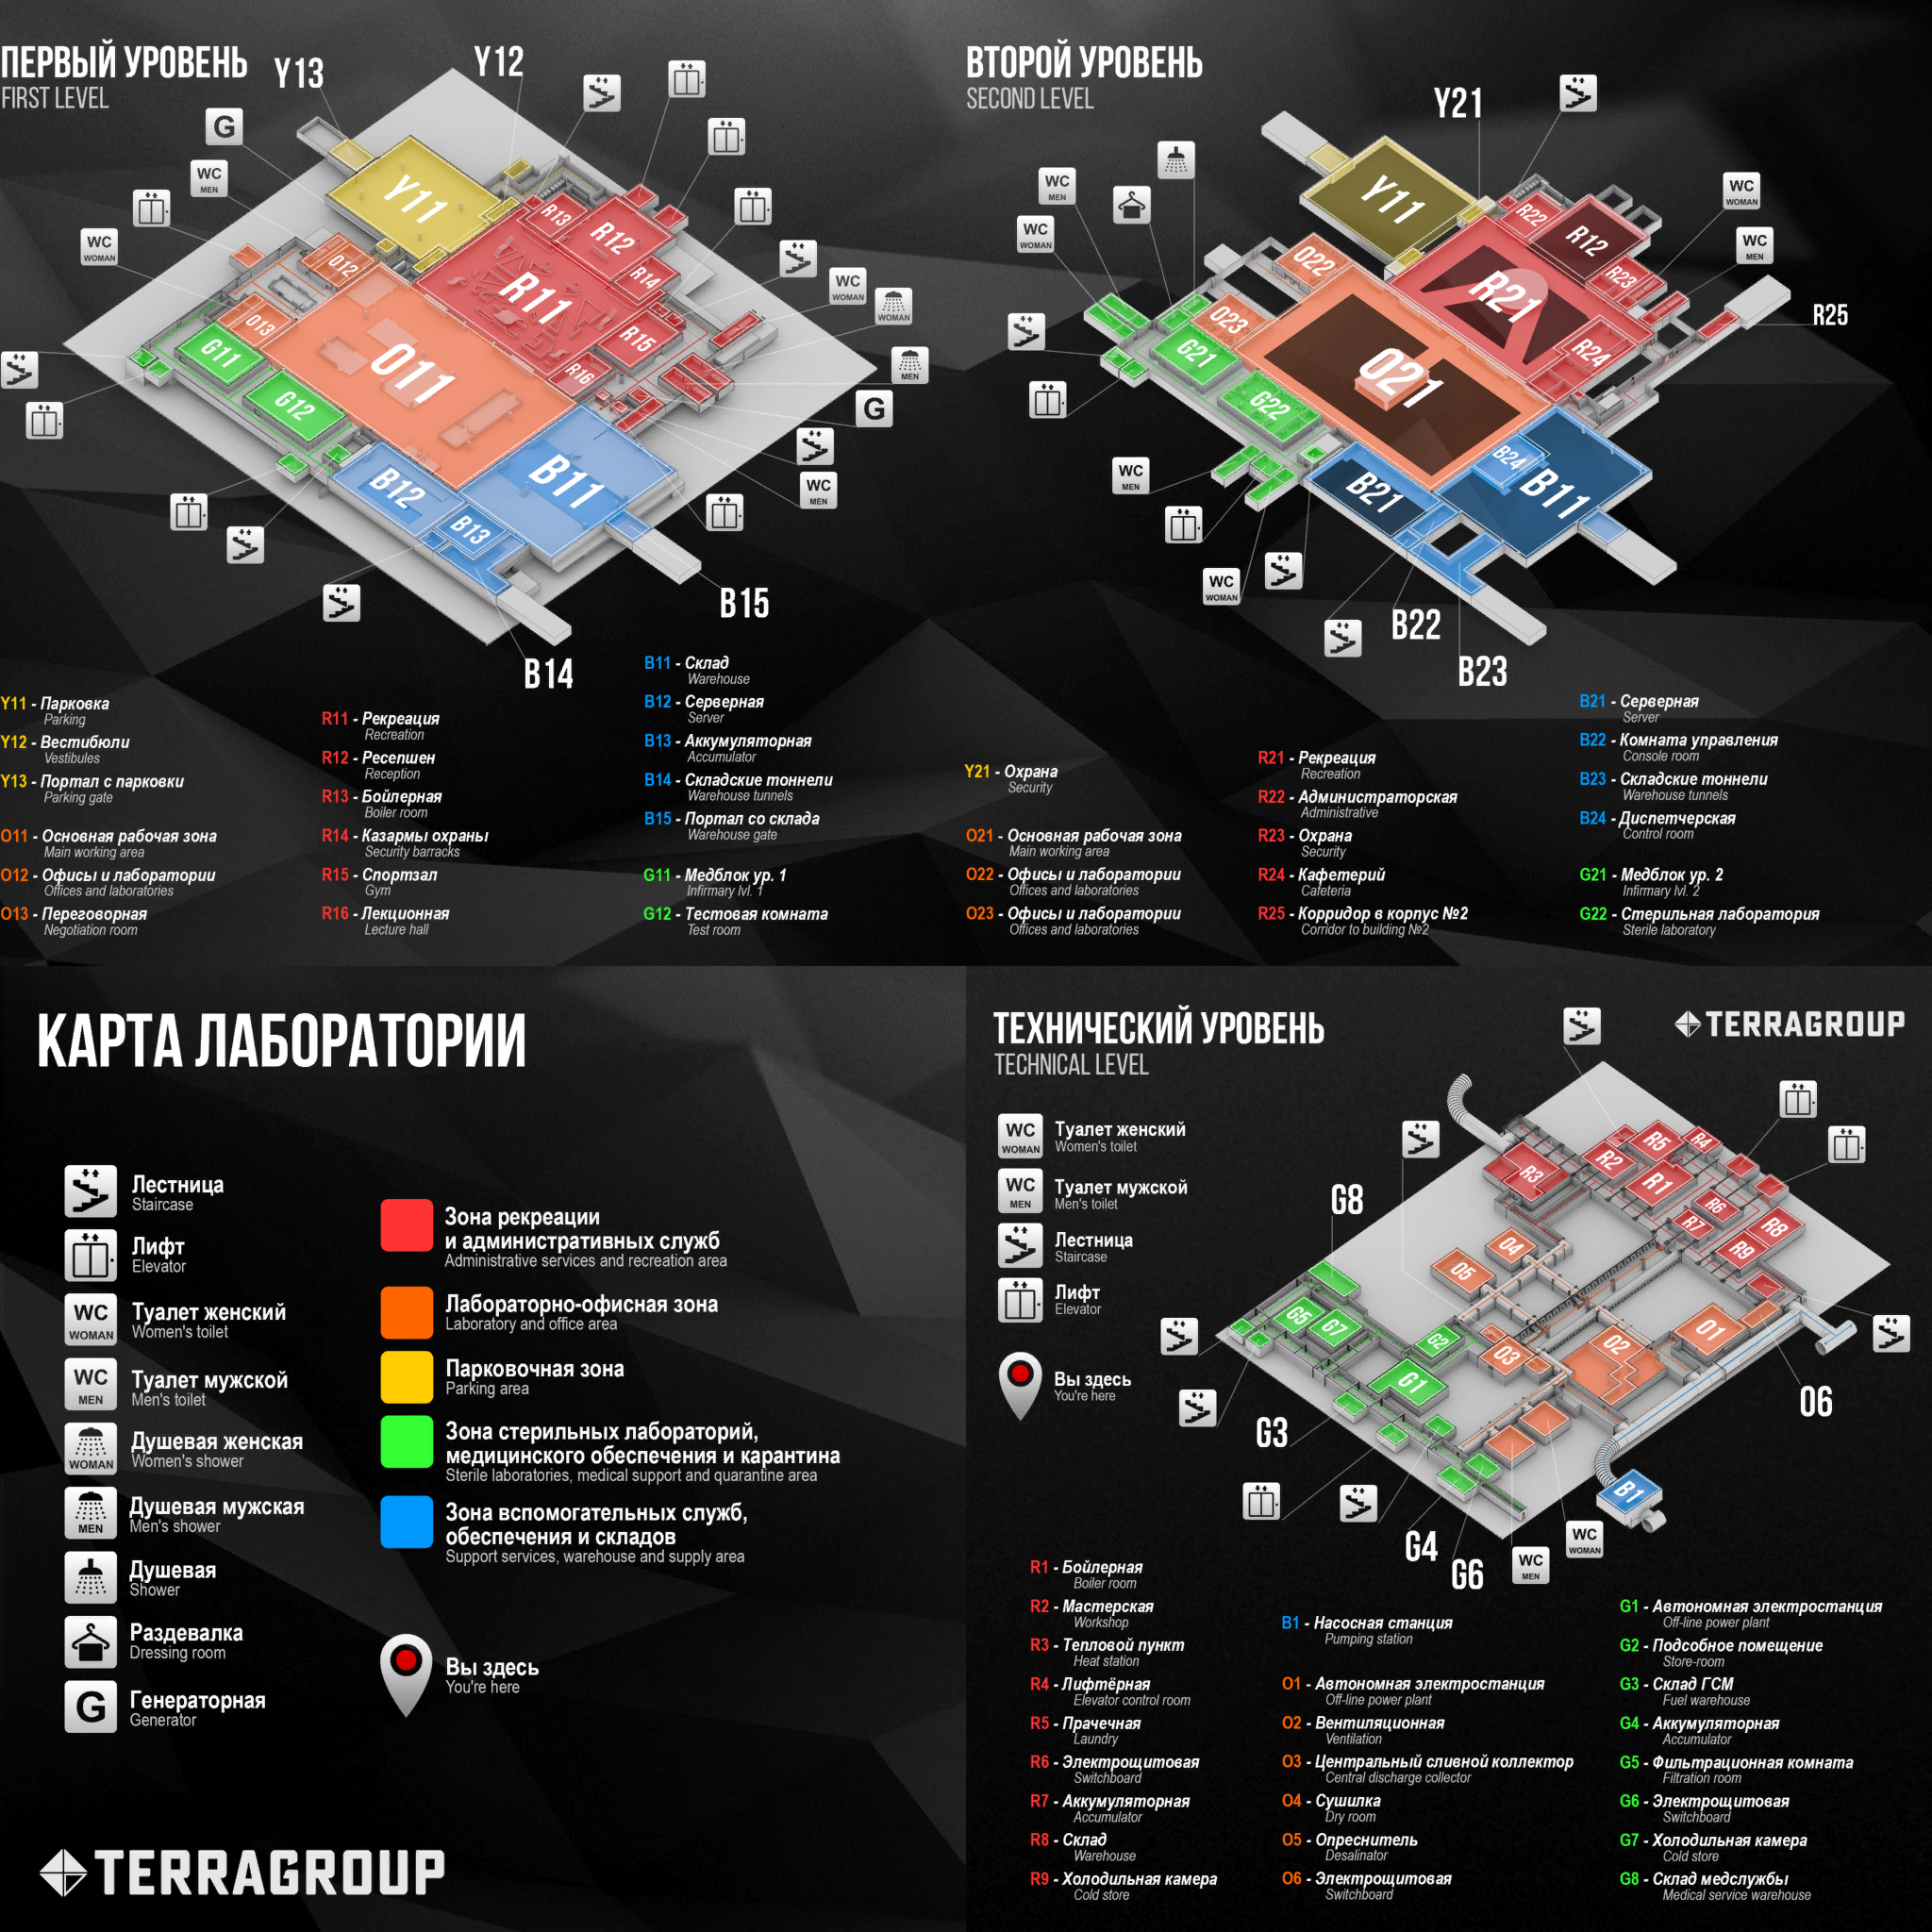 ПЕРВЫЙ УРОВЕНЬ
FIRST LEVEL
Y13
Y12
G
WC
MEN
WC
WOMAN
Y11
R13
R12
R14
R11
R15
R16
O12
O13
O11
G11
G12
B12
B13
B11
WC
WOMAN
WOMAN
MEN
G
WC
MEN
B15
B14
Y11 - Парковка
Parking
Y12 - Вестибюли
Vestibules
Y13 - Портал с парковки
Parking gate
O11 - Основная рабочая зона
Main working area
O12 - Офисы и лаборатории
Offices and laboratories
O13 - Переговорная
Negotiation room
R11 - Рекреация
Recreation
R12 - Ресепшен
Reception
R13 - Бойлерная
Boiler room
R14 - Казармы охраны
Security barracks
R15 - Спортзал
Gym
R16 - Лекционная
Lecture hall
B11 - Склад
Warehouse
B12 - Серверная
Server
B13 - Аккумуляторная
Accumulator
B14 - Складские тоннели
Warehouse tunnels
B15 - Портал со склада
Warehouse gate
G11 - Медблок ур. 1
Infirmary lvl. 1
G12 - Тестовая комната
Test room
ВТОРОЙ УРОВЕНЬ
SECOND LEVEL
Y21
WC
MEN
WC
WOMAN
WC
WOMAN
WC
MEN
R25
Y11
R22
R12
R23
R21
R24
O22
O23
O21
G21
G22
B21
B24
B11
WC
MEN
WC
WOMAN
B22
B23
Y21 - Охрана
Security
O21 - Основная рабочая зона
Main working area
O22 - Офисы и лаборатории
Offices and laboratories
O23 - Офисы и лаборатории
Offices and laboratories
R21 - Рекреация
Recreation
R22 - Администраторская
Administrative
R23 - Охрана
Security
R24 - Кафетерий
Cafeteria
R25 - Корридор в корпус №2
Corridor to building №2
B21 - Серверная
Server
B22 - Комната управления
Console room
B23 - Складские тоннели
Warehouse tunnels
B24 - Диспетчерская
Control room
G21 - Медблок ур. 2
Infirmary lvl. 2
G22 - Стерильная лаборатория
Sterile laboratory
КАРТА ЛАБОРАТОРИИ
Лестница
Staircase
Лифт
Elevator
WC
WOMAN
Туалет женский
Women's toilet
WC
MEN
Туалет мужской
Men's toilet
WOMAN
Душевая женская
Women's shower
MEN
Душевая мужская
Men's shower
Душевая
Shower
Раздевалка
Dressing room
G
Генераторная
Generator
Зона рекреации
и административных служб
Administrative services and recreation area
Лабораторно-офисная зона
Laboratory and office area
Парковочная зона
Parking area
Зона стерильных лабораторий,
медицинского обеспечения и карантина
Sterile laboratories, medical support and quarantine area
Зона вспомогательных служб,
обеспечения и складов
Support services, warehouse and supply area
Вы здесь
You're here
TERRAGROUP
ТЕХНИЧЕСКИЙ УРОВЕНЬ
TECHNICAL LEVEL
TERRAGROUP
WC
WOMAN
Туалет женский
Women's toilet
WC
MEN
Туалет мужской
Men's toilet
Лестница
Staircase
Лифт
Elevator
Вы здесь
You're here
G8
R5
R4
R2
R3
R1
R6
R7
R8
R9
O4
O5
G5
G7
G2
O3
O2
O1
G1
B1
O6
G3
G4
G6
WC
MEN
WC
WOMAN
R1 - Бойлерная
Boiler room
R2 - Мастерская
Workshop
R3 - Тепловой пункт
Heat station
R4 - Лифтёрная
Elevator control room
R5 - Прачечная
Laundry
R6 - Электрощитовая
Switchboard
R7 - Аккумуляторная
Accumulator
R8 - Склад
Warehouse
R9 - Холодильная камера
Cold store
B1 - Насосная станция
Pumping station
O1 - Автономная электростанция
Off-line power plant
O2 - Вентиляционная
Ventilation
O3 - Центральный сливной коллектор
Central discharge collector
O4 - Сушилка
Dry room
O5 - Опреснитель
Desalinator
O6 - Электрощитовая
Switchboard
G1 - Автономная электростанция
Off-line power plant
G2 - Подсобное помещение
Store-room
G3 - Склад ГСМ
Fuel warehouse
G4 - Аккумуляторная
Accumulator
G5 - Фильтрационная комната
Filtration room
G6 - Электрощитовая
Switchboard
G7 - Холодильная камера
Cold store
G8 - Склад медслужбы
Medical service warehouse